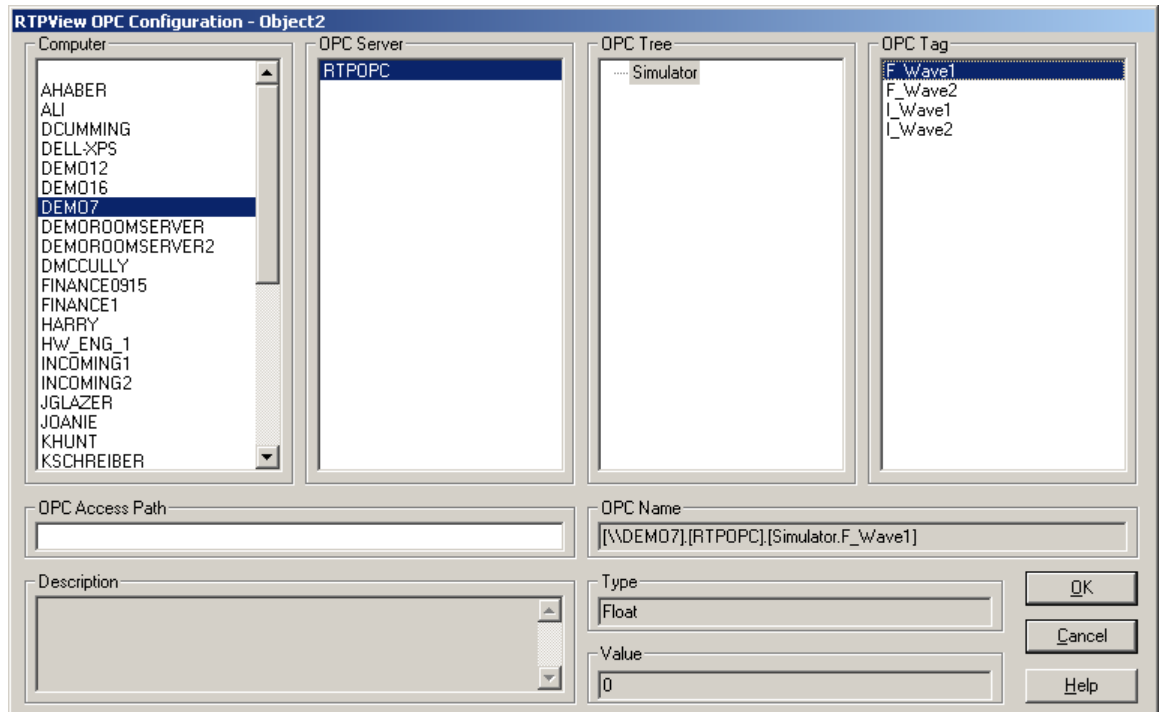 RTPView OPC Configuration - Object2
Computer
AHABER
ALI
DCUMMING
DELL-XPS
DEMO12
DEMO16
DEMO7
DEMOROOMSERVER
DEMOROOMSERVER2
DMCCULLY
FINANCE0915
FINANCE1
HARRY
HW_ENG_1
INCOMING1
INCOMING2
JGLAZER
JOANIE
KHUNT
KSCHREIBER
OPC Server
RTPOPC
OPC Tree
Simulator
OPC Tag
F_Wave1
F_Wave2
I_Wave1
I_Wave2
OPC Access Path
OPC Name
[\\DEMO7].[RTPOPC].[Simulator.F_Wave1]
Description
Type
Float
Value
0
OK
Cancel
Help